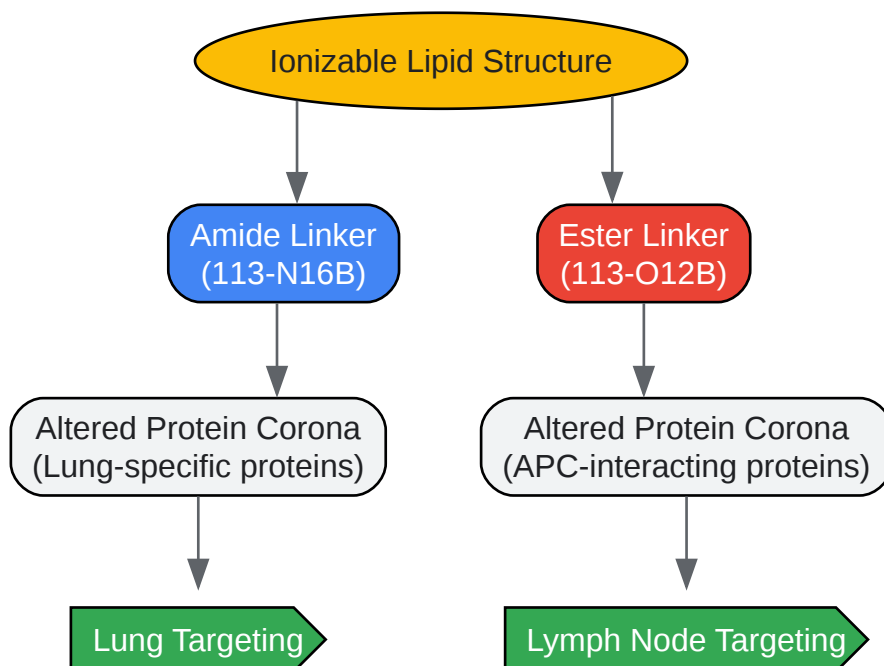 Ionizable Lipid Structure
Amide Linker
(113-N16B)
Ester Linker
(113-O12B)
Altered Protein Corona
(Lung-specific proteins)
Altered Protein Corona
(APC-interacting proteins)
Lung Targeting
Lymph Node Targeting